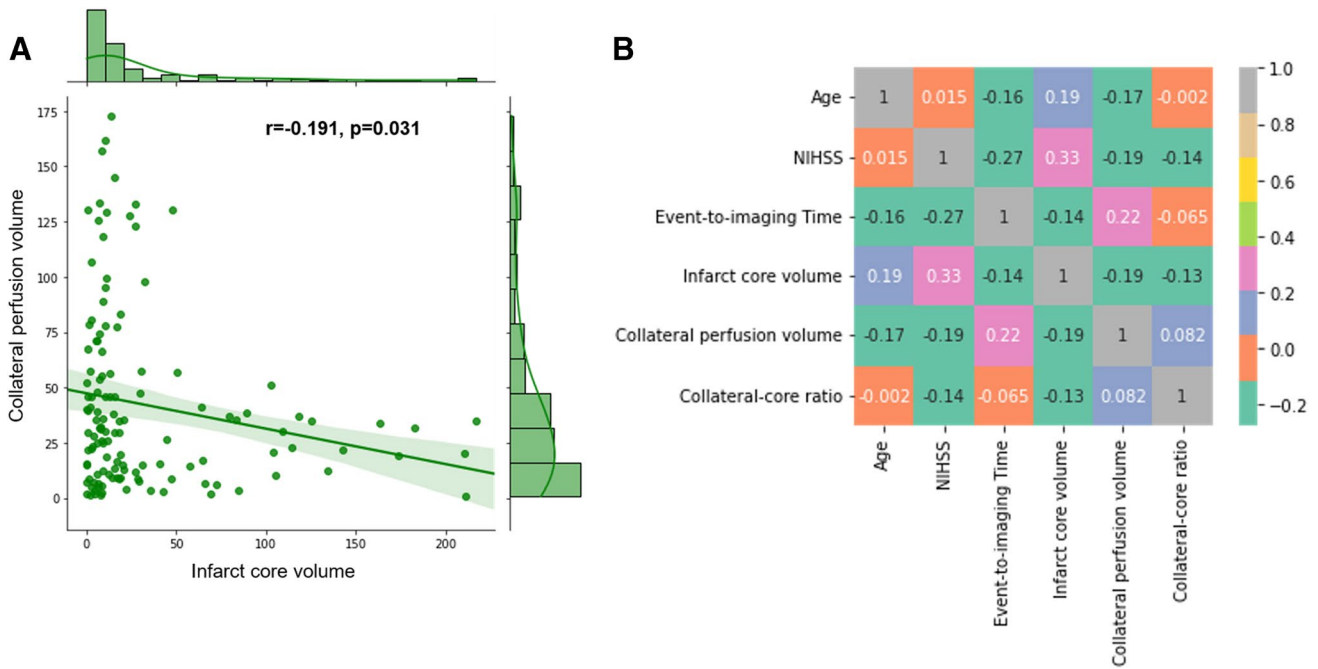 A
B
r=-0.191, p=0.031
175
150
125
100
75
50
25
0
Collateral perfusion volume
0 50 100 150 200
Infarct core volume
Age 1 0.015 -0.16 0.19 -0.17 -0.002
NIHSS 0.015 1 -0.27 0.33 -0.19 -0.14
Event-to-imaging Time -0.16 -0.27 1 -0.14 0.22 -0.065
Infarct core volume 0.19 0.33 -0.14 1 -0.19 -0.13
Collateral perfusion volume -0.17 -0.19 0.22 -0.19 1 0.082
Collateral-core ratio -0.002 -0.14 -0.065 -0.13 0.082 1
Age
NIHSS
Event-to-imaging Time
Infarct core volume
Collateral perfusion volume
Collateral-core ratio
1.0
0.8
0.6
0.4
0.2
0.0
−0.2